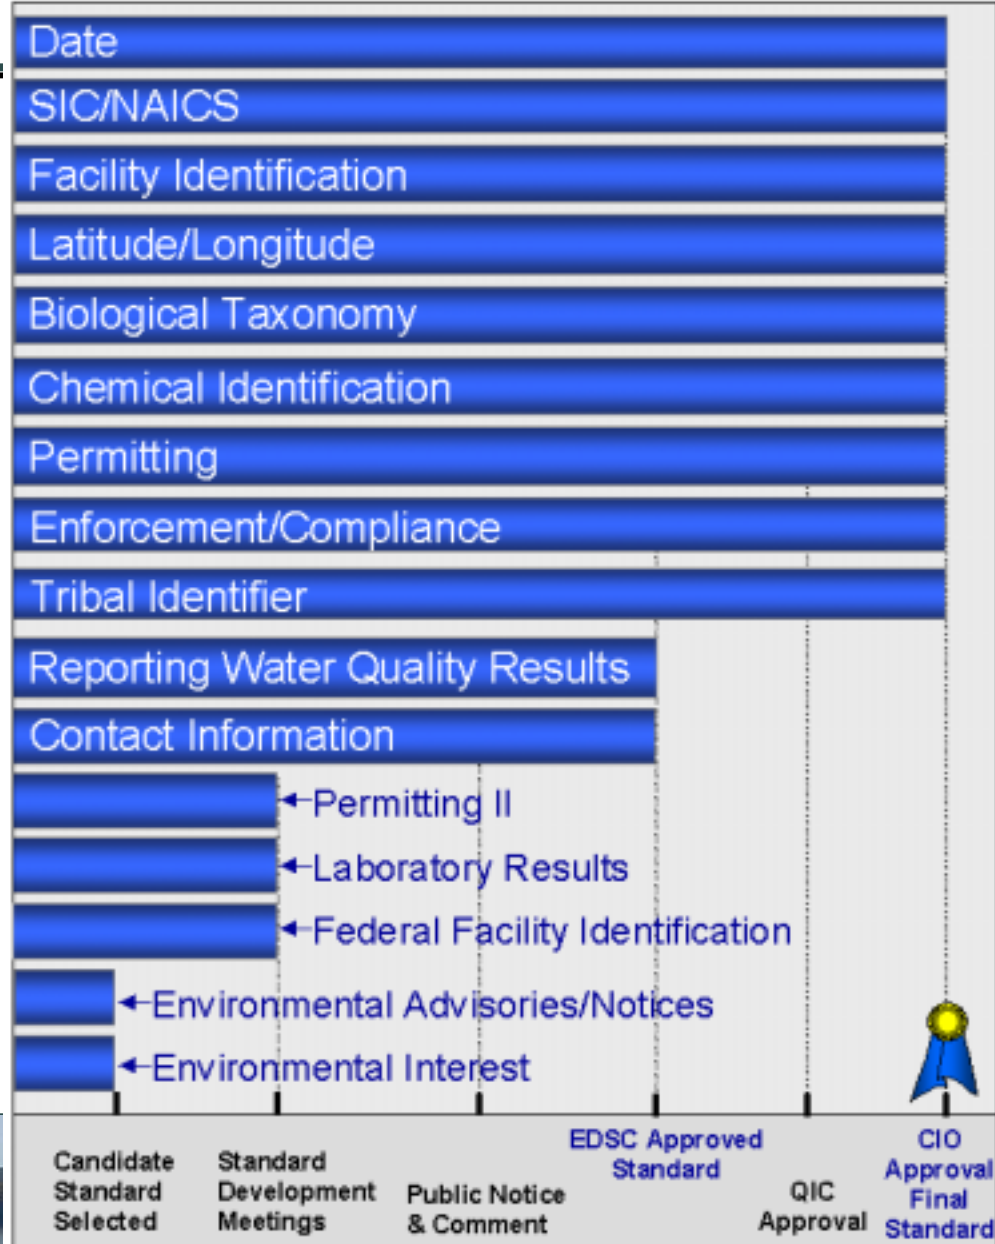 Date
SIC/NAICS
Facility Identification
Latitude/Longitude
Biological Taxonomy
Chemical Identification
Permitting
Enforcement/Compliance
Tribal Identifier
Reporting Water Quality Results
Contact Information
Permitting II
Laboratory Results
Federal Facility Identification
Environmental Advisories/Notices
Environmental Interest
Candidate
Standard
Selected
Standard
Development
Meetings
Public Notice
& Comment
EDSC Approved
Standard
QIC
Approval
CIO
Approval
Final
Standard